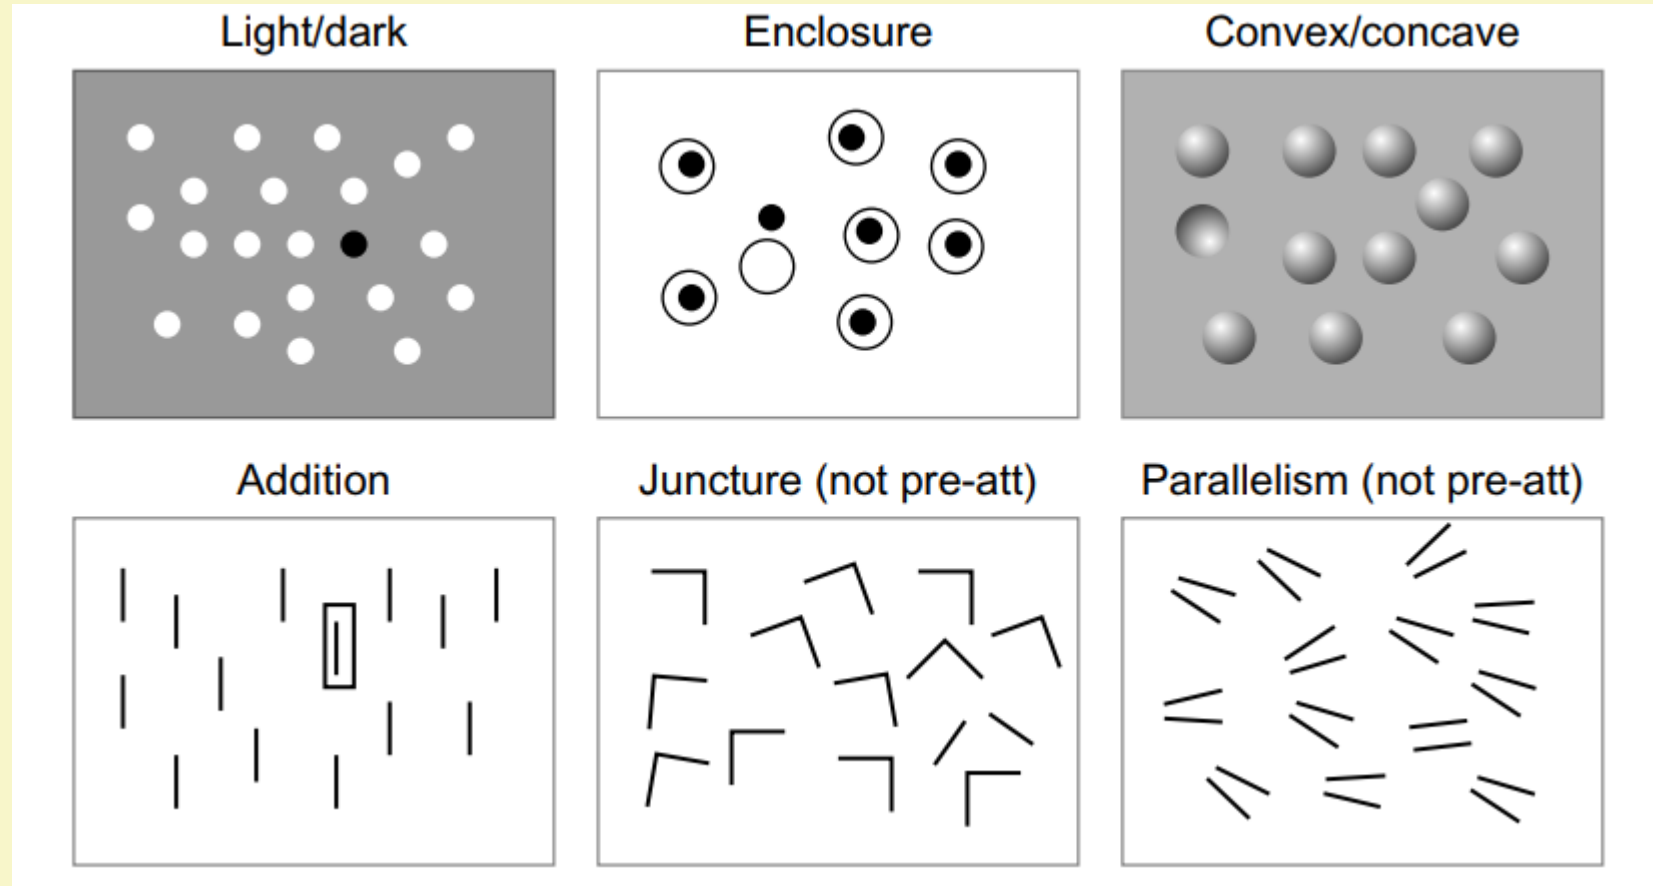 Light/dark
Enclosure
Convex/concave
Addition
Juncture (not pre-att)
Parallelism (not pre-att)